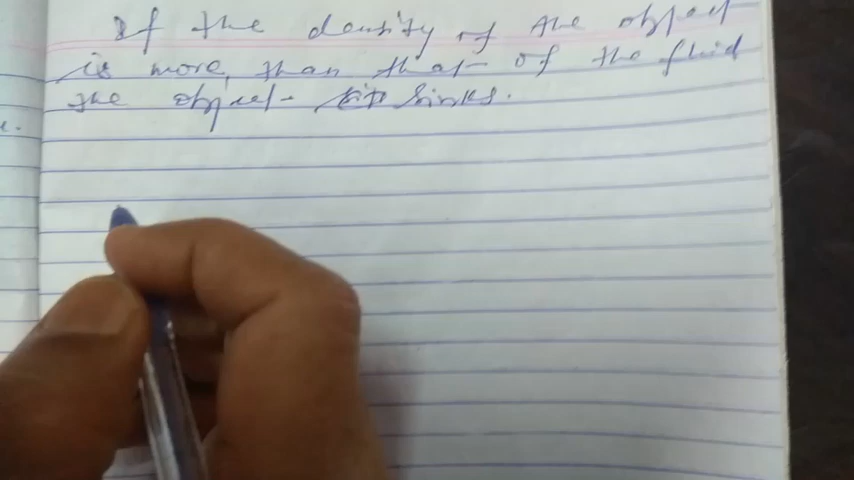 If the density of the object
is more, than that of the fluid
the object sinks.